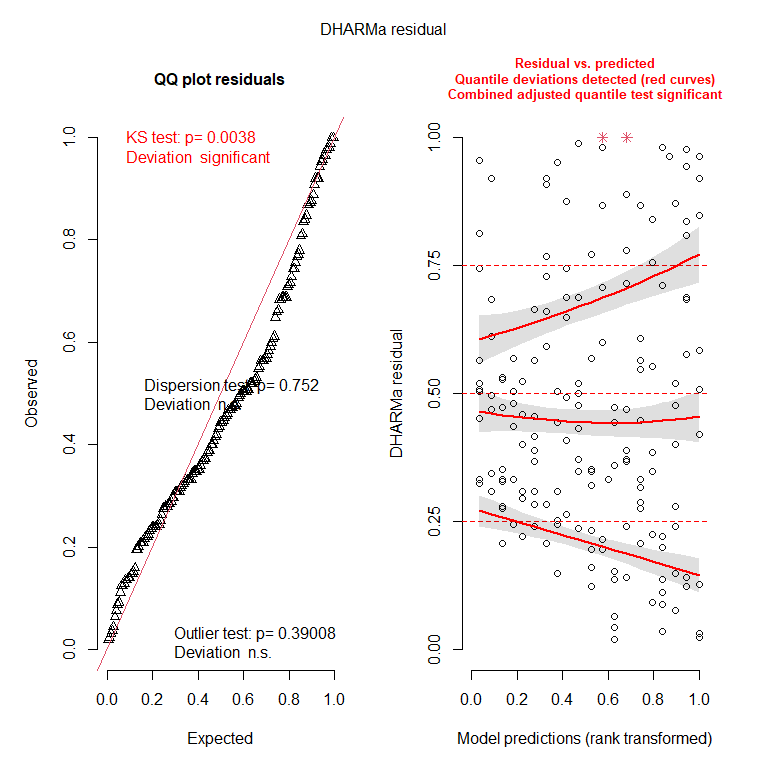 DHARMa residual
QQ plot residuals
KS test: p= 0.0038
Deviation significant
Dispersion test: p= 0.752
Deviation n.s.
Outlier test: p= 0.39008
Deviation n.s.
Observed
0.0 0.2 0.4 0.6 0.8 1.0
0.0 0.2 0.4 0.6 0.8 1.0
Expected
Residual vs. predicted
Quantile deviations detected (red curves)
Combined adjusted quantile test significant
DHARMa residual
0.00 0.25 0.50 0.75 1.00
0.0 0.2 0.4 0.6 0.8 1.0
Model predictions (rank transformed)